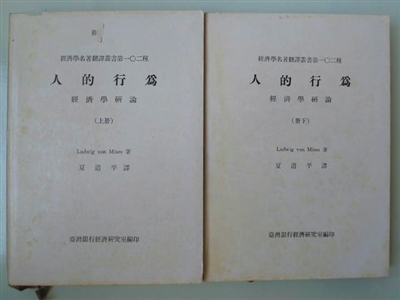 經濟學名著翻譯叢書第一〇二種
人的行為
經濟學研論
(上册)
Ludwig von Mises 著
夏道平譯
臺灣銀行經濟研究室編印
經濟學名著翻譯叢書第一〇二種
人的行為
經濟學研論
(册下)
Ludwig von Mises 著
夏道平譯
臺灣銀行經濟研究室編印